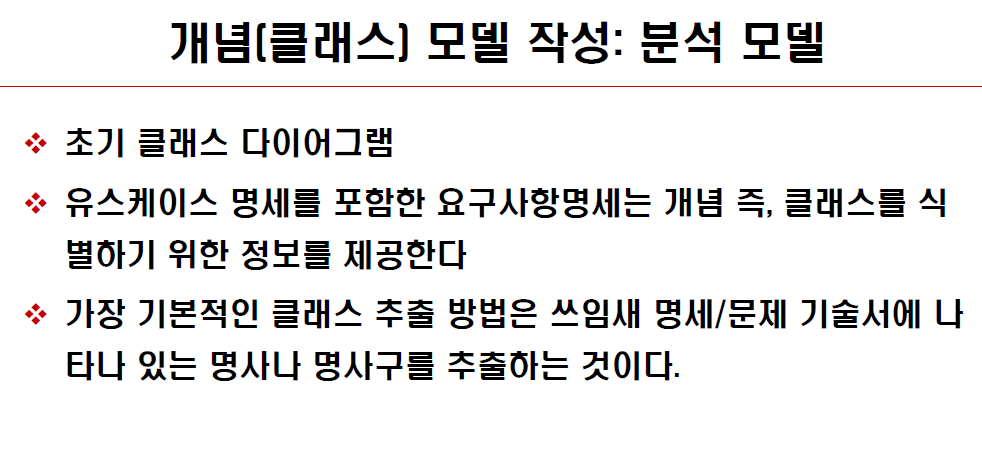 개념(클래스) 모델 작성: 분석 모델
❖ 초기 클래스 다이어그램
❖ 유스케이스 명세를 포함한 요구사항명세는 개념 즉, 클래스를 식
별하기 위한 정보를 제공한다
❖ 가장 기본적인 클래스 추출 방법은 쓰임새 명세/문제 기술서에 나
타나 있는 명사나 명사구를 추출하는 것이다.